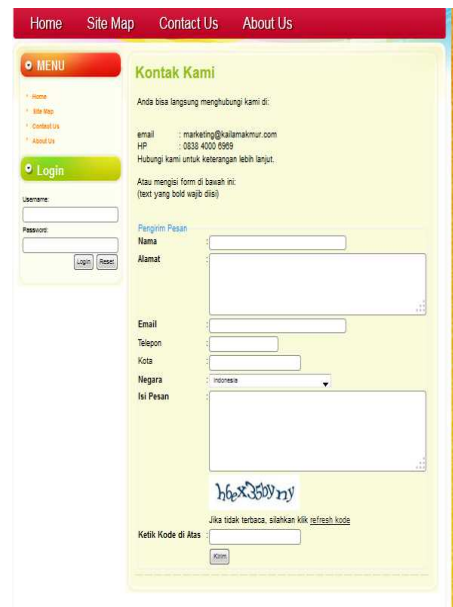 Home Site Map Contact Us About Us
MENU
Home
Site Map
Contact Us
About Us
Login
Username:
Password:
Login Reset
Kontak Kami
Anda bisa langsung menghubungi kami di:
email : marketing@kailamakmur.com
HP : 0838 4000 6969
Hubungi kami untuk keterangan lebih lanjut.
Atau mengisi form di bawah ini:
(text yang bold wajib diisi)
Pengirim Pesan
Nama :
Alamat :
Email :
Telepon :
Kota :
Negara : Indonesia
Isi Pesan :
h6ex35byny
Jika tidak terbaca, silahkan klik refresh kode
Ketik Kode di Atas :
Kirim